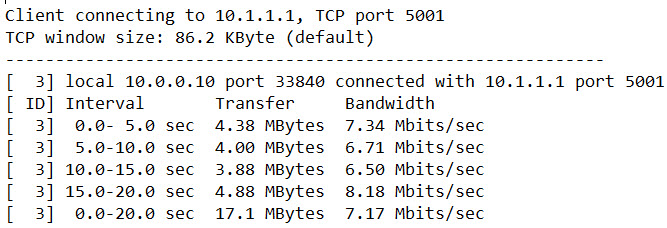 Client connecting to 10.1.1.1, TCP port 5001
TCP window size: 86.2 KByte (default)
------------------------------------------------------------
[  3] local 10.0.0.10 port 33840 connected with 10.1.1.1 port 5001
[ ID] Interval       Transfer     Bandwidth
[  3]  0.0- 5.0 sec  4.38 MBytes  7.34 Mbits/sec
[  3]  5.0-10.0 sec  4.00 MBytes  6.71 Mbits/sec
[  3] 10.0-15.0 sec  3.88 MBytes  6.50 Mbits/sec
[  3] 15.0-20.0 sec  4.88 MBytes  8.18 Mbits/sec
[  3]  0.0-20.0 sec  17.1 MBytes  7.17 Mbits/sec